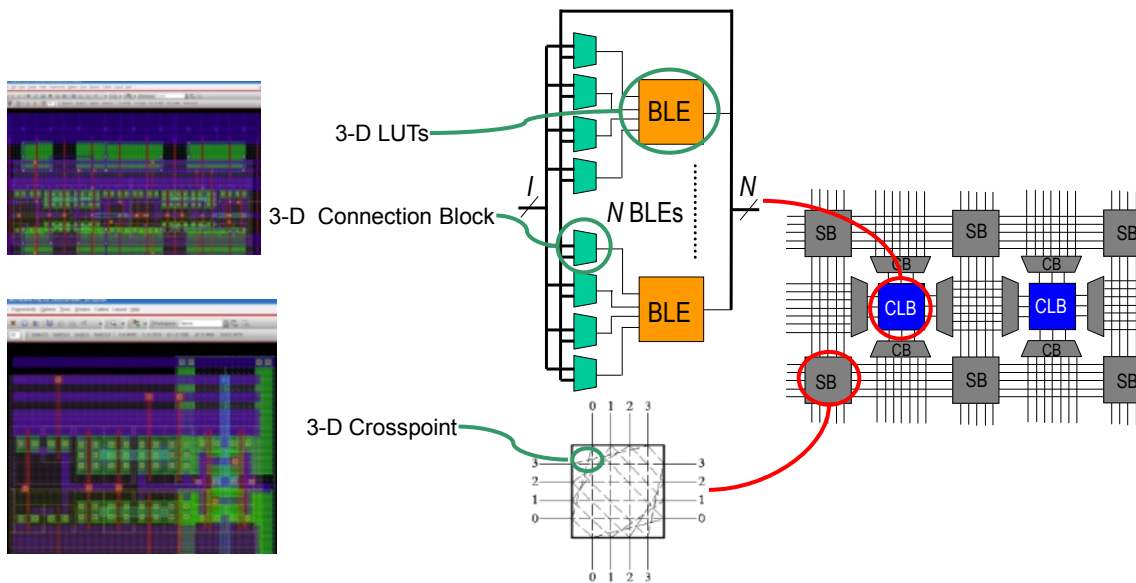 3-D LUTs
3-D Connection Block
3-D Crosspoint
I
BLE
N BLEs
BLE
N
0 1 2 3
3 3
2 2
1 1
0 0
0 1 2 3
SB SB SB
CB CB
CLB CLB
CB CB
SB SB SB